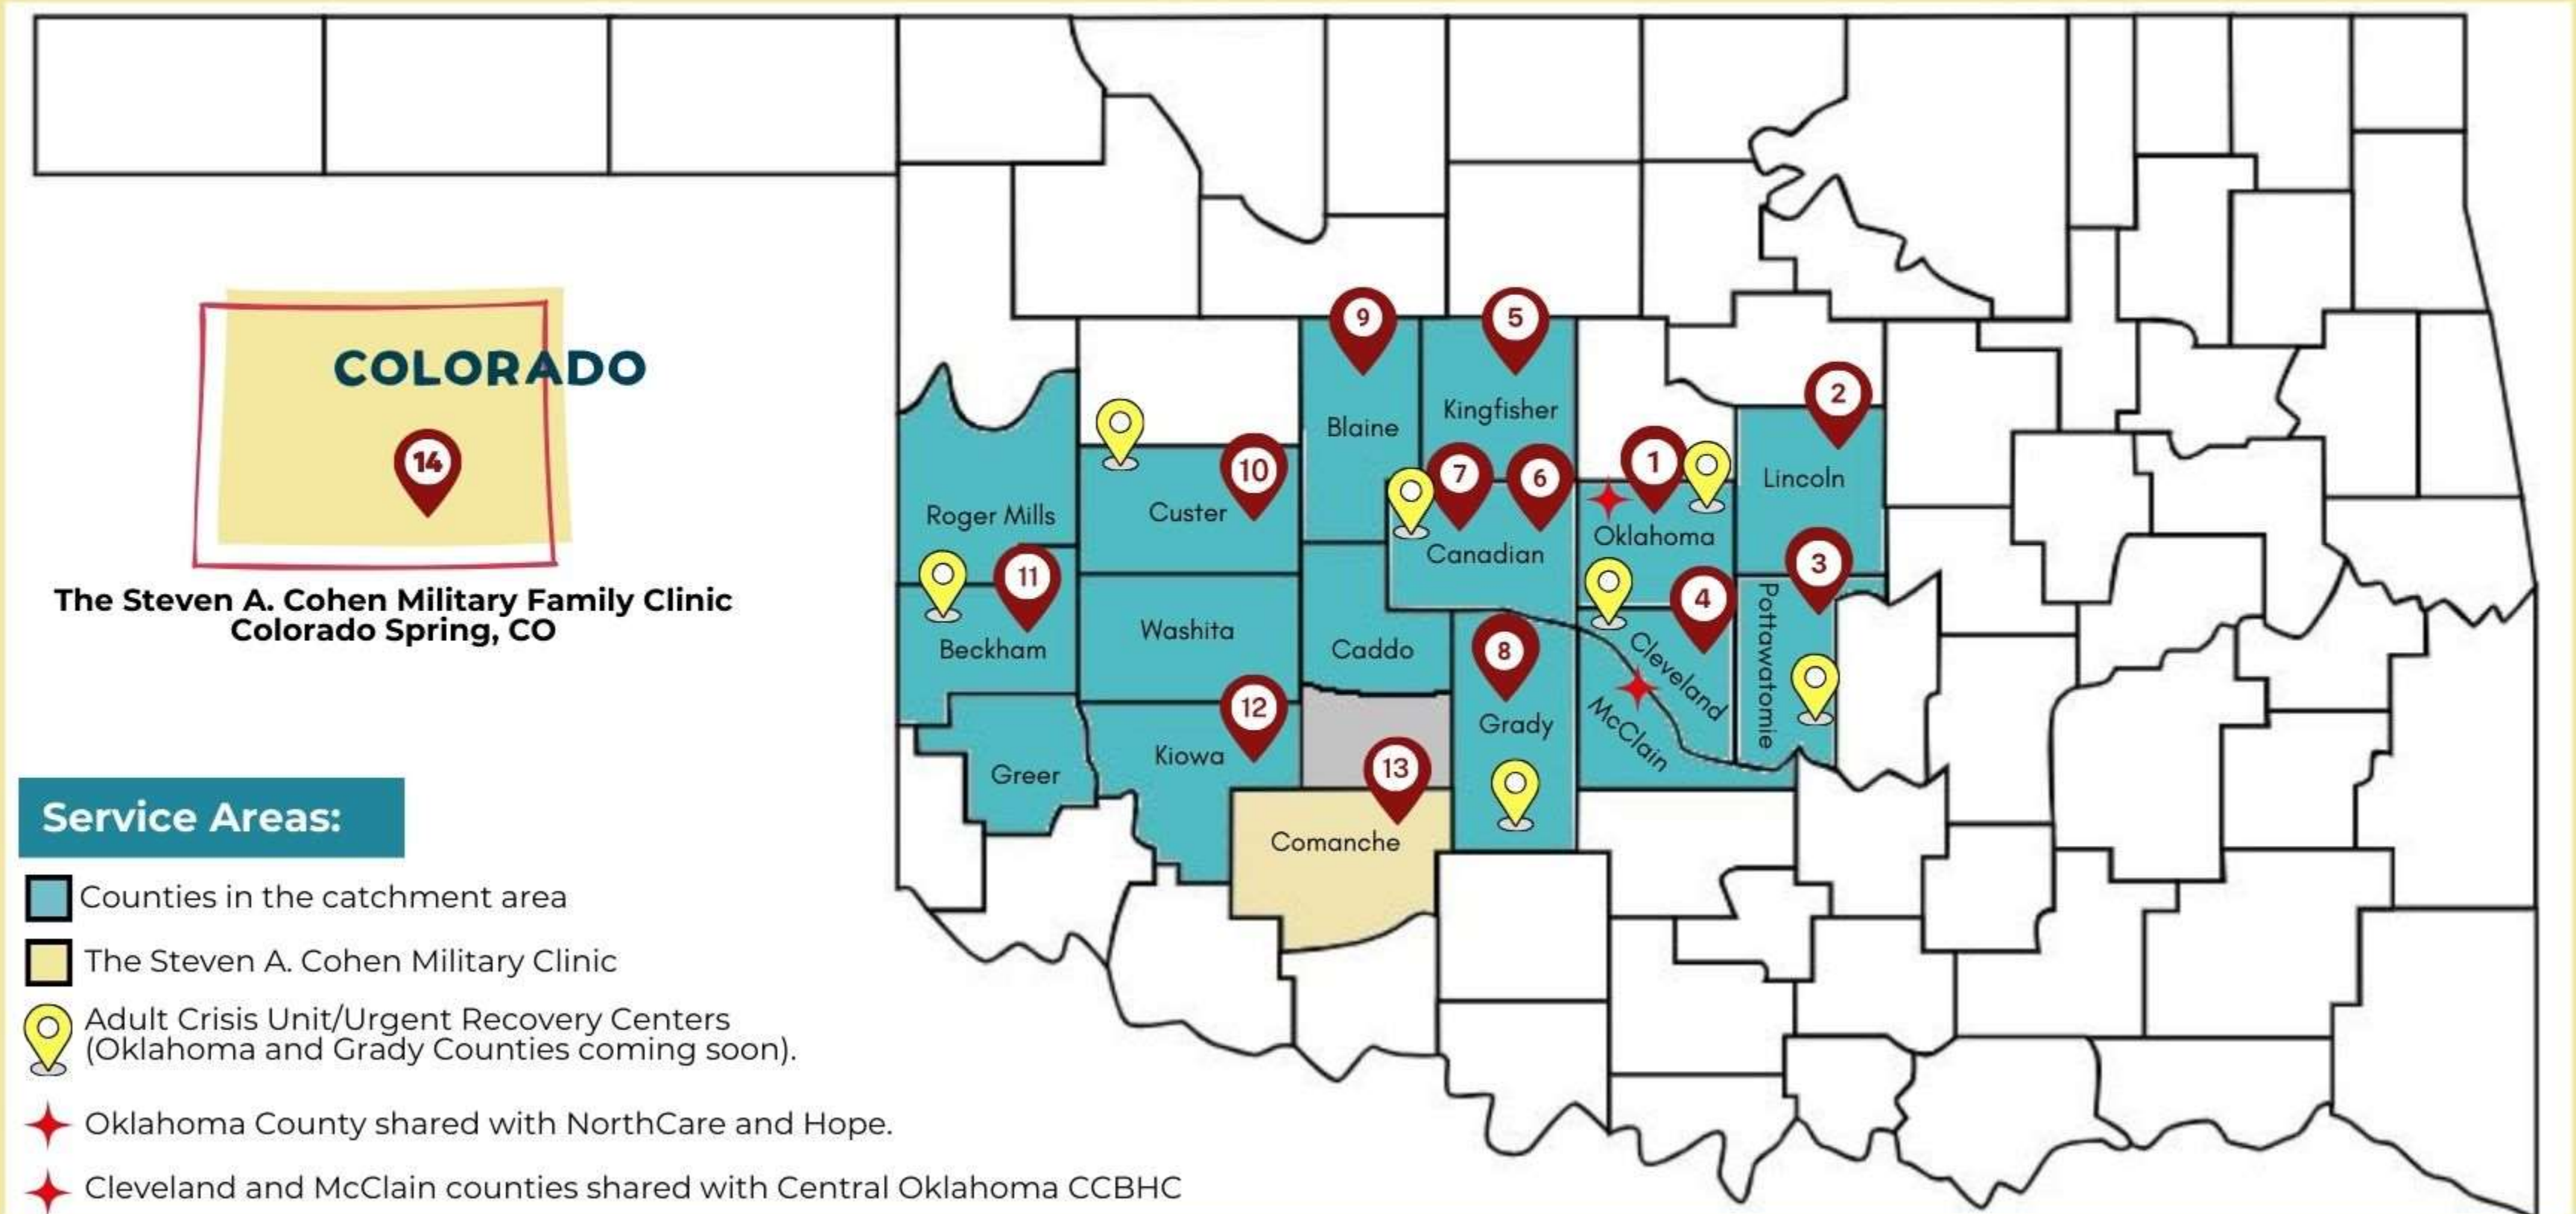 9
5
COLORADO
2
Blaine
Kingfisher
14
10
7
6
1
Lincoln
Roger Mills
Custer
Oklahoma
Canadian
11
3
The Steven A. Cohen Military Family Clinic
Colorado Spring, CO
4
Beckham
Washita
Caddo
8
Cleveland
Pottawatomie
12
Grady
McClain
Kiowa
13
Greer
Service Areas:
Comanche
Counties in the catchment area
The Steven A. Cohen Military Clinic
Adult Crisis Unit/Urgent Recovery Centers
(Oklahoma and Grady Counties coming soon).
Oklahoma County shared with NorthCare and Hope.
Cleveland and McClain counties shared with Central Oklahoma CCBHC